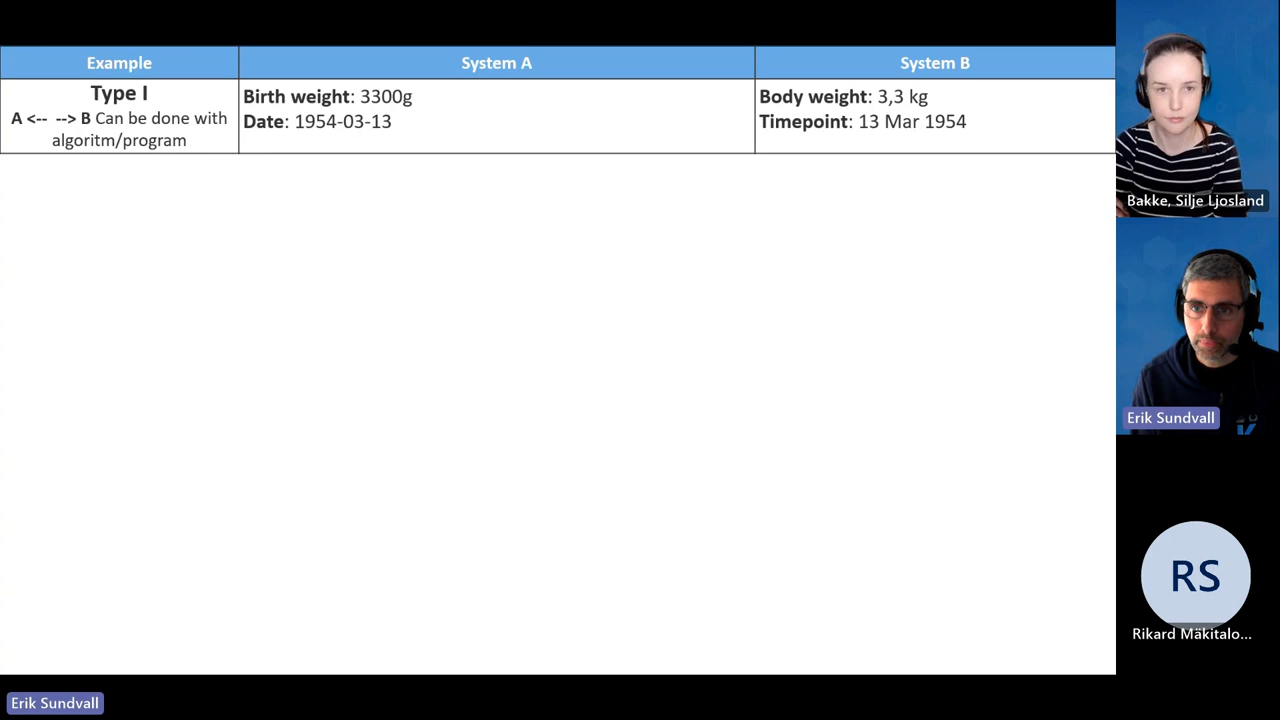 Example
System A
System B
Type I
A <-- --> B Can be done with
algoritm/program
Birth weight: 3300g
Date: 1954-03-13
Body weight: 3,3 kg
Timepoint: 13 Mar 1954
Bakke, Silje Ljosland
Erik Sundvall
RS
Rikard Mäkitalo...
Erik Sundvall